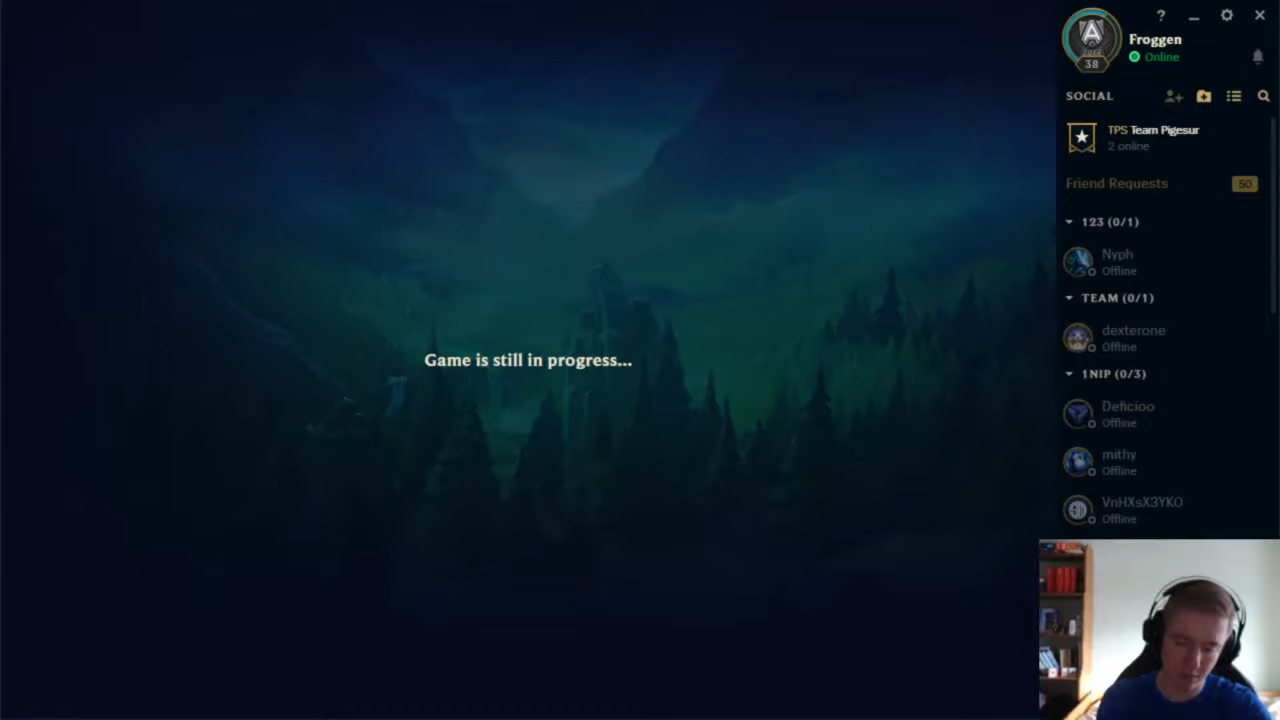 ?
Froggen
Online
38
SOCIAL
TPS Team Pigesur
2 online
Friend Requests
50
123 (0/1)
Nyph
Offline
TEAM (0/1)
dexterone
Offline
Game is still in progress...
1NIP (0/3)
Deficioo
Offline
mithy
Offline
VnHXsX3YKO
Offline